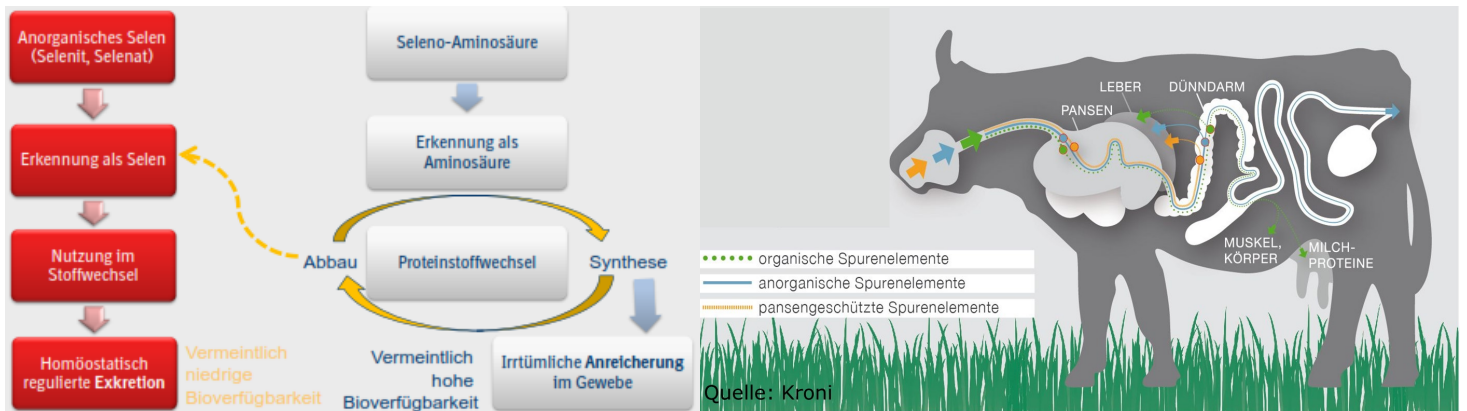 Anorganisches Selen
(Selenit, Selenat)
Erkennung als Selen
Nutzung im
Stoffwechsel
Homöostatisch
regulierte Exkretion
Vermeintlich
niedrige
Bioverfügbarkeit
Seleno-Aminosäure
Erkennung als
Aminosäure
Abbau
Proteinstoffwechsel
Synthese
Vermeintlich
hohe
Bioverfügbarkeit
Irrtümliche Anreicherung
im Gewebe
LEBER
DÜNNDARM
PANSEN
MUSKEL,
KÖRPER
MILCH-
PROTEINE
organische Spurenelemente
anorganische Spurenelemente
pansengeschützte Spurenelemente
Quelle: Kroni